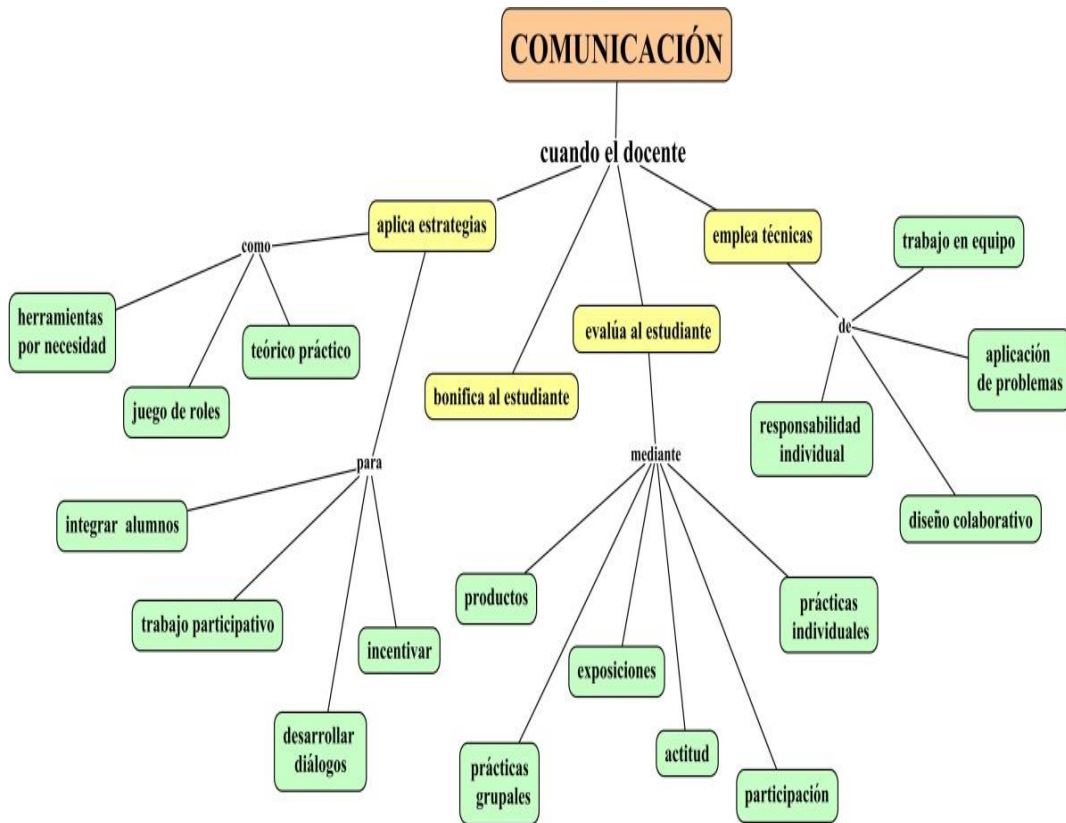 COMUNICACIÓN
cuando el docente
aplica estrategias
emplea técnicas
trabajo en equipo
como
herramientas
por necesidad
teórico práctico
evalúa al estudiante
de
aplicación
de problemas
juego de roles
bonifica al estudiante
responsabilidad
individual
para
mediante
integrar alumnos
diseño colaborativo
productos
prácticas
individuales
trabajo participativo
incentivar
exposiciones
desarrollar
diálogos
prácticas
grupales
actitud
participación